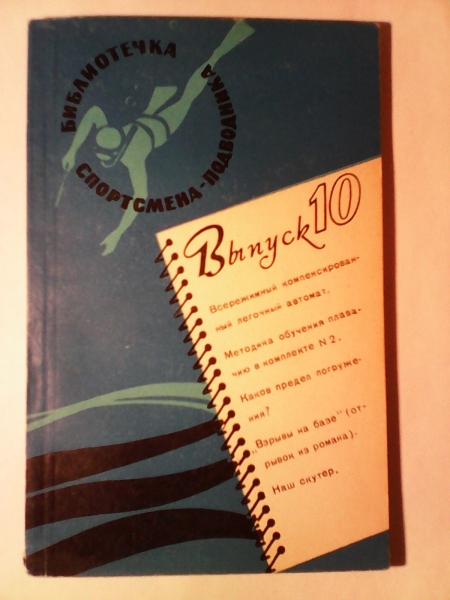 БИБЛИОТЕЧКА
СПОРТСМЕНА-ПОДВОДНИКА
Выпуск 10
Всережимный компенсирован-
ный легочный автомат.
Методика обучения плава-
нию в комплекте N 2.
Каков предел погруже-
ния?
„Взрывы на базе" (от-
рывок из романа).
Наш скутер.